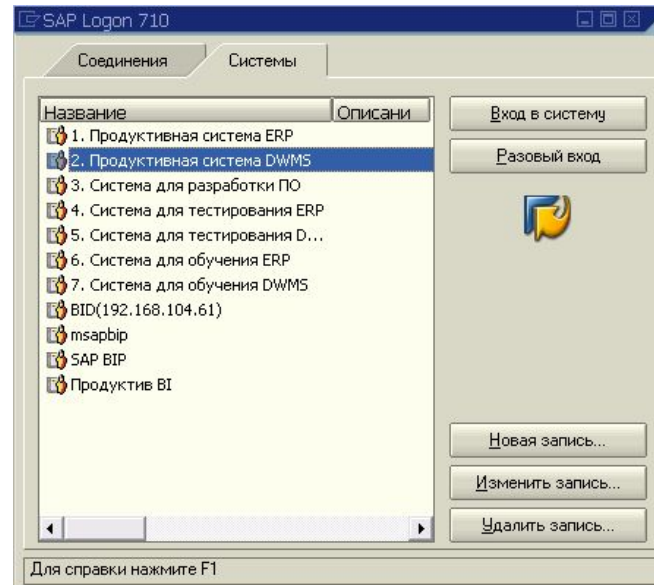 SAP Logon 710
Соединения
Системы
Название
Описани
1. Продуктивная система ERP
2. Продуктивная система DWMS
3. Система для разработки ПО
4. Система для тестирования ERP
5. Система для тестирования D...
6. Система для обучения ERP
7. Система для обучения DWMS
BID(192.168.104.61)
msapbip
SAP BIP
Продуктив BI
Вход в систему
Разовый вход
Новая запись...
Изменить запись...
Удалить запись...
Для справки нажмите F1